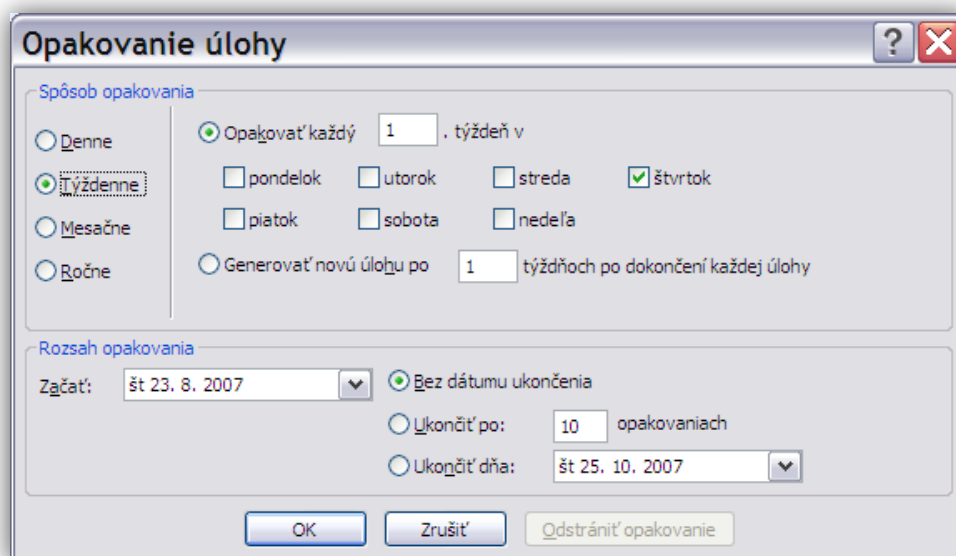 Opakovanie úlohy
Spôsob opakovania
Denne
Týždenne
Mesačne
Ročne
Opakovať každý 1 . týždeň v
pondelok utorok streda štvrtok
piatok sobota nedeľa
Generovať novú úlohu po 1 týždňoch po dokončení každej úlohy
Rozsah opakovania
Začať: št 23. 8. 2007
Bez dátumu ukončenia
Ukončiť po: 10 opakovaniach
Ukončiť dňa: št 25. 10. 2007
OK Zrušiť Odstrániť opakovanie